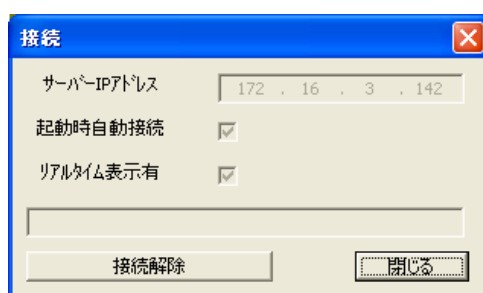 接続
サーバーIPアドレス 172 . 16 . 3 . 142
起動時自動接続
リアルタイム表示有
接続解除 閉じる